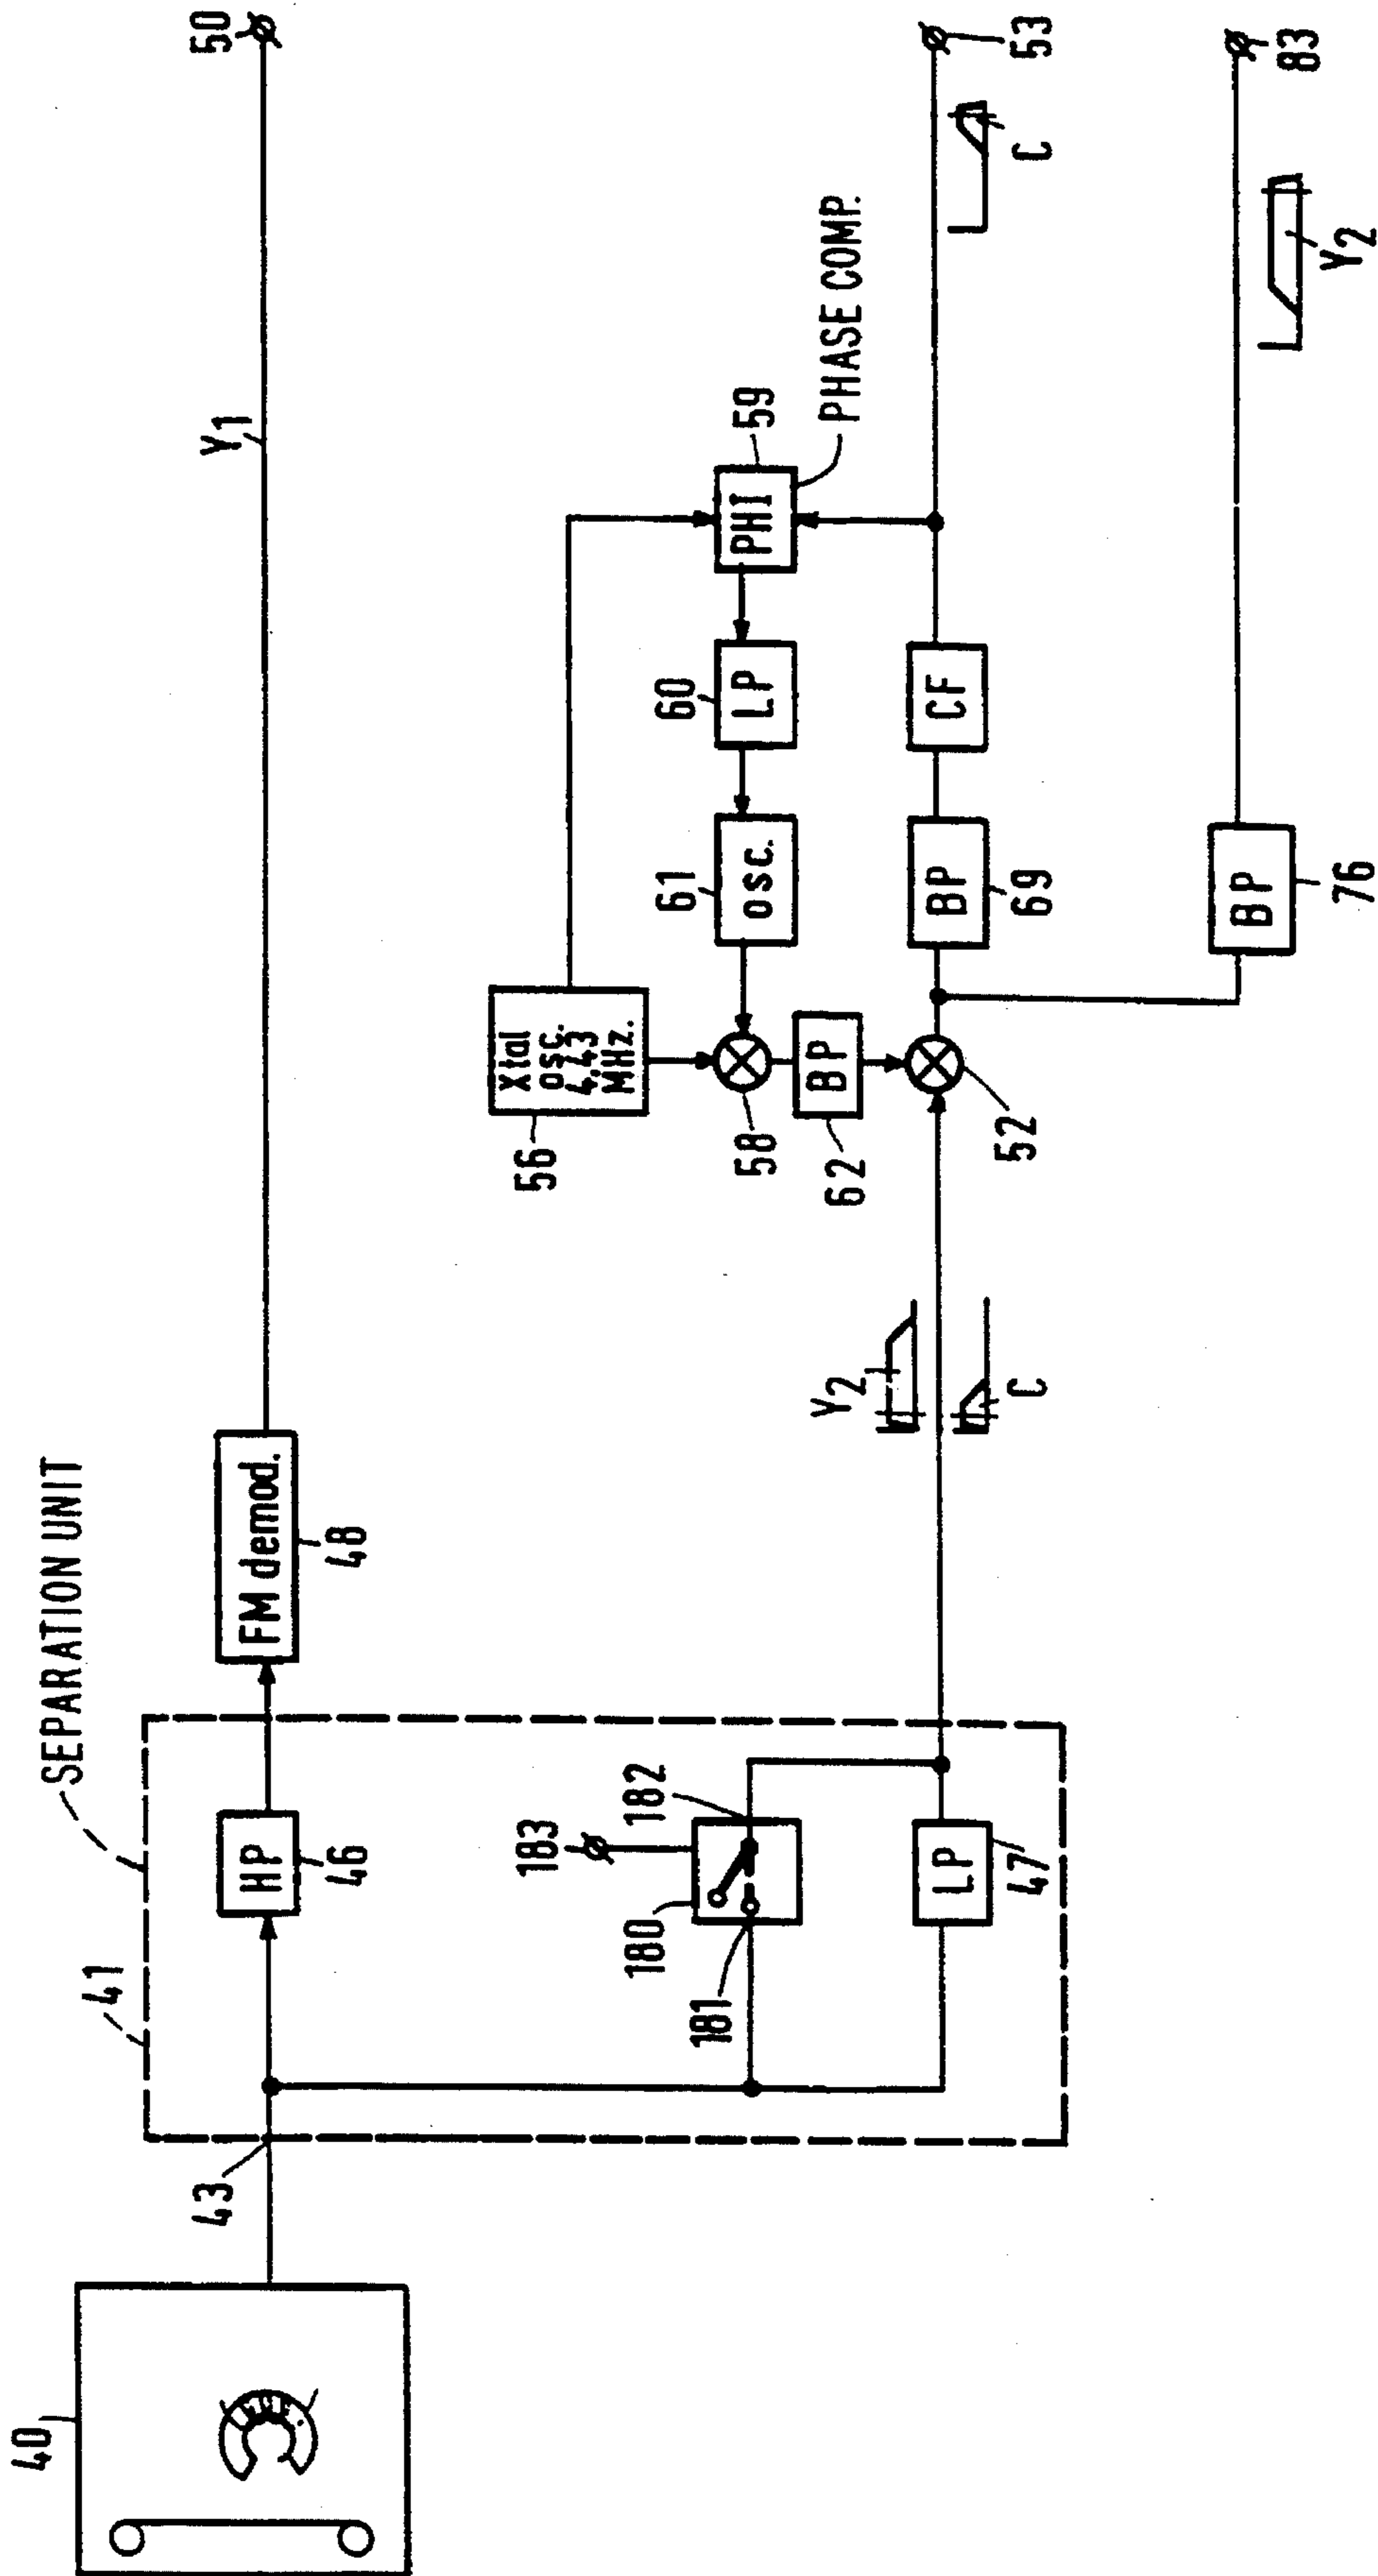 40
43
41
SEPARATION UNIT
HP
46
180
181
182
183
LP
47
FM demod.
48
Y1
50
Y2
C
Xtal
osc.
4,43
MHz.
56
58
BP
62
52
osc.
61
LP
60
PHI
59
PHASE COMP.
BP
69
CF
C
53
BP
76
Y2
83